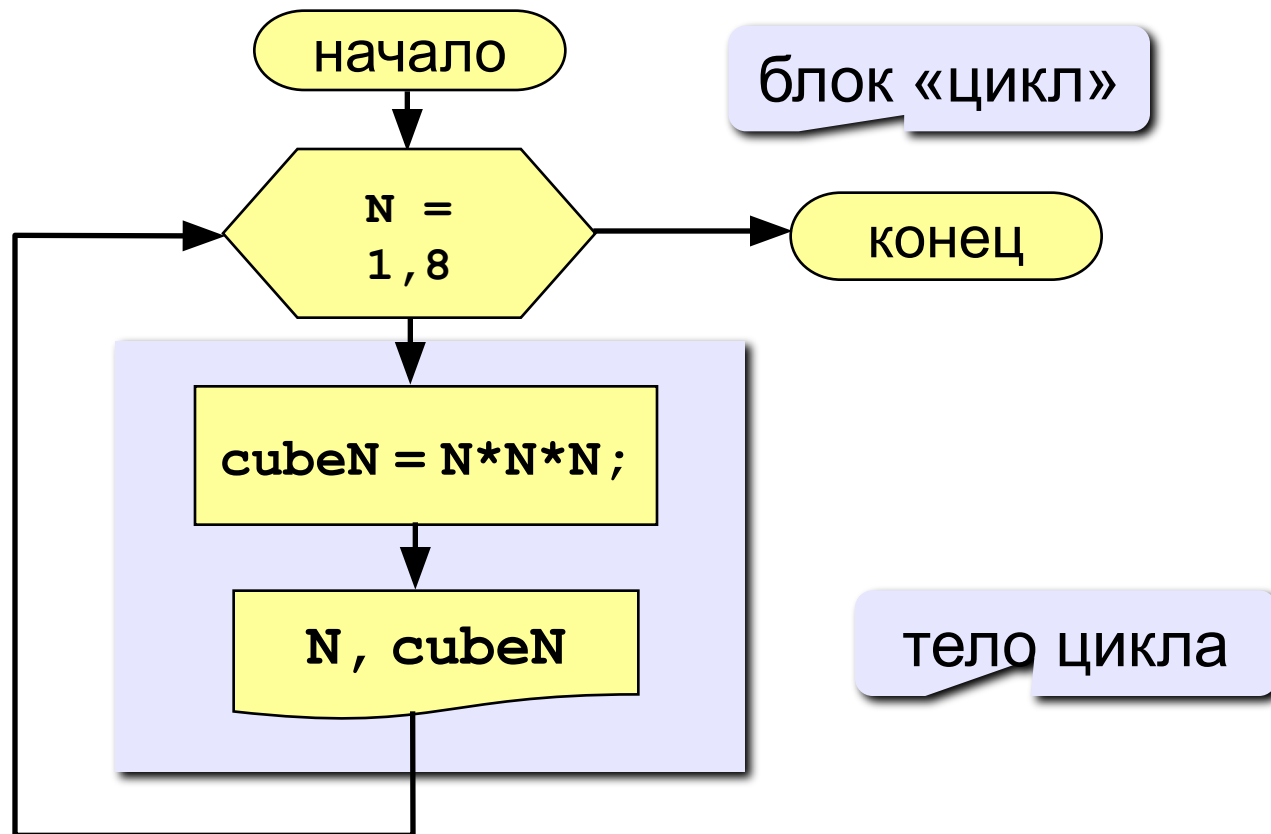 начало
блок «цикл»
N =
1,8
конец
cubeN = N*N*N;
N, cubeN
тело цикла